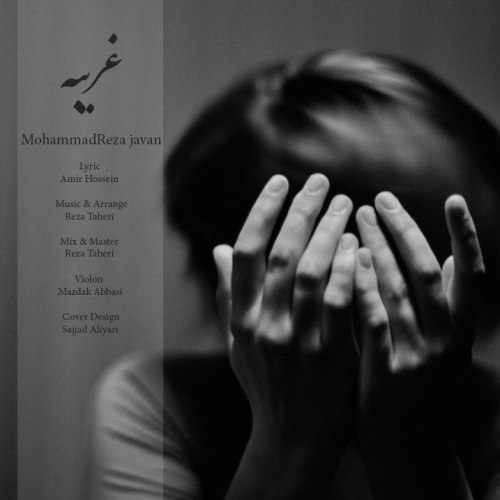 غریبه
MohammadReza javan
Lyric
Amir Hossein
Music & Arrange
Reza Taheri
Mix & Master
Reza Taheri
Violon
Mazdak Abbasi
Cover Design
Sajjad Aliyari